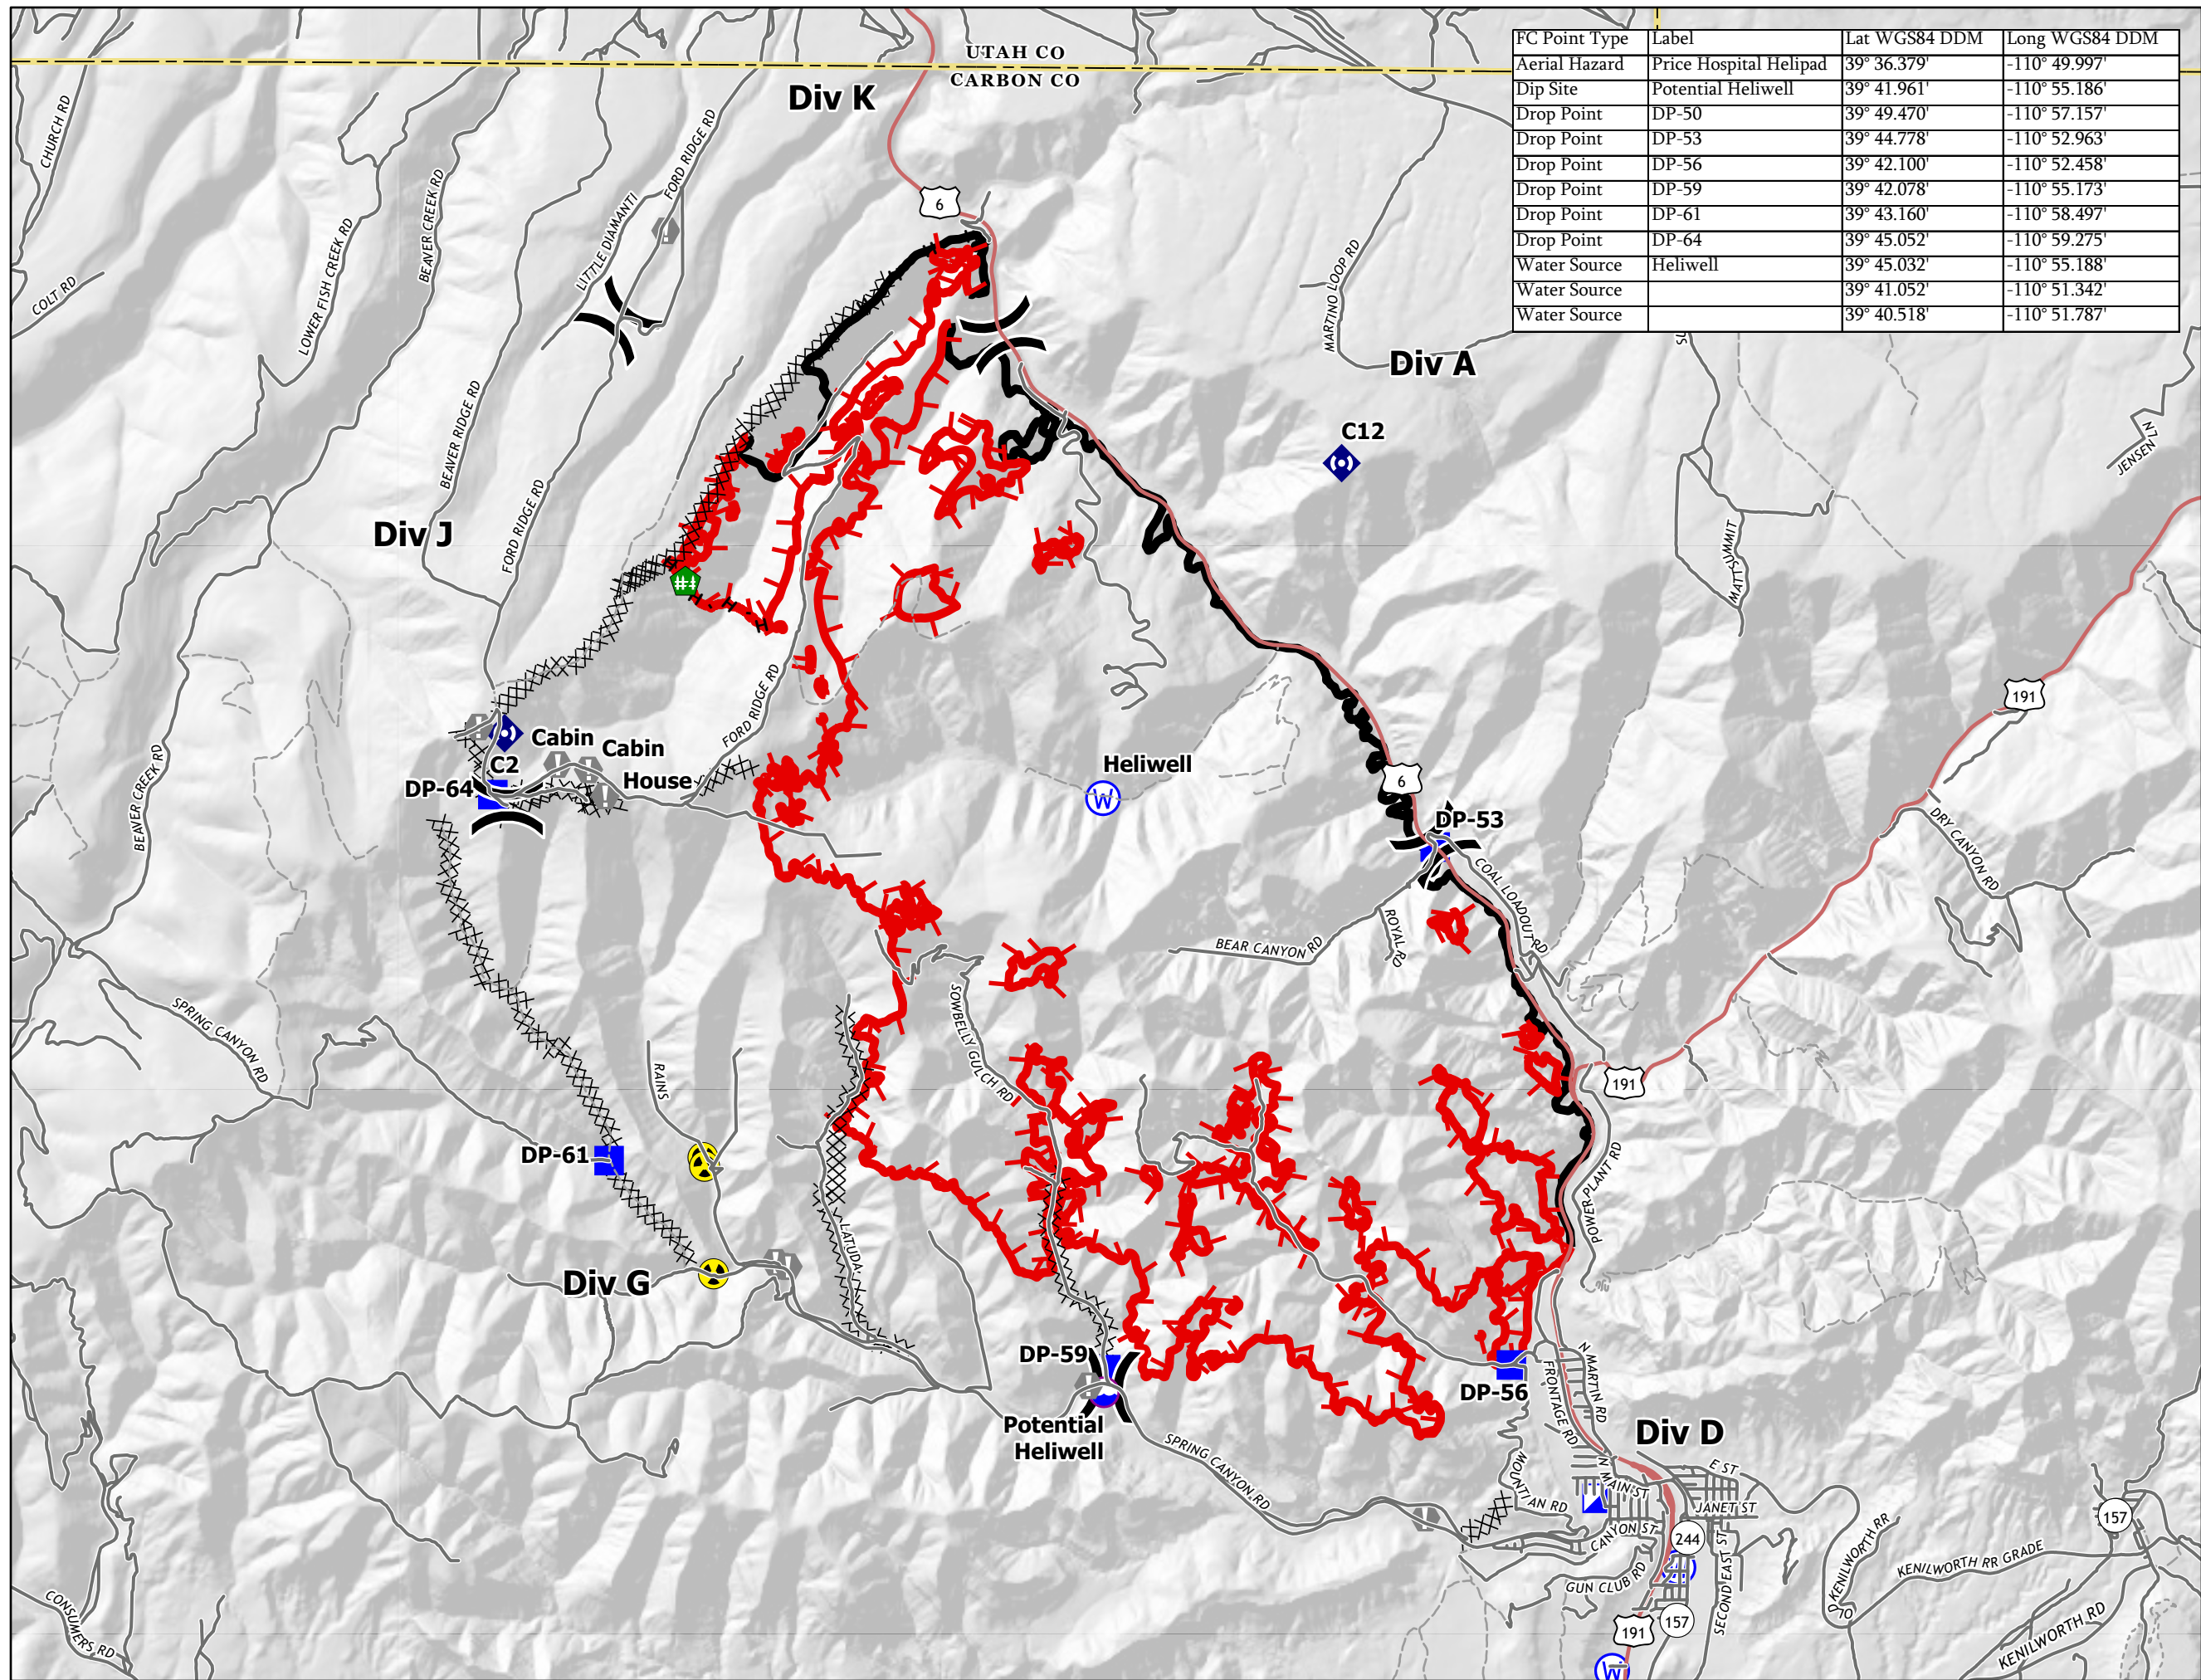 UTAH CO
CARBON CO
FC Point Type Label Lat WGS84 DDM Long WGS84 DDM
Aerial Hazard Price Hospital Helipad 39° 36.379' -110° 49.997'
Dip Site Potential Heliwell 39° 41.961' -110° 55.186'
Drop Point DP-50 39° 49.470' -110° 57.157'
Drop Point DP-53 39° 44.778' -110° 52.963'
Drop Point DP-56 39° 42.100' -110° 52.458'
Drop Point DP-59 39° 42.078' -110° 55.173'
Drop Point DP-61 39° 43.160' -110° 58.497'
Drop Point DP-64 39° 45.052' -110° 59.275'
Water Source Heliwell 39° 45.032' -110° 55.188'
Water Source 39° 41.052' -110° 51.342'
Water Source 39° 40.518' -110° 51.787'
Div K
CHURCH RD
FORD RIDGE RD
LITTLE DIAMANTI
BEAVER CREEK RD
LOWER FISH CREEK RD
COLT RD
6
MARTINO LOOP RD
Div A
C12
BEAVER RIDGE RD
FORD RIDGE RD
Div J
JENSEN LN
MATT SUMMIT
191
FORD RIDGE RD
Cabin
Cabin
C2
House
DP-64
Heliwell
W
6
DP-53
BEAVER CREEK RD
COAL LOADOUT RD
DRY CANYON RD
ROYAL RD
BEAR CANYON RD
SPRING CANYON RD
SOWBELLY GULCH RD
RAINS
191
DP-61
POWER PLANT RD
LATUDA
Div G
DP-59
DP-56
N MARTIN RD
FRONTAGE RD
Potential
Heliwell
SPRING CANYON RD
Div D
E ST
N MAIN ST
JANET ST
MOUNTIAN RD
CANYON ST
244
157
GUN CLUB RD
SECOND EAST ST
OLD KENILWORTH RR
KENILWORTH RR GRADE
CONSUMERS RD
157
191
KENILWORTH RD
W